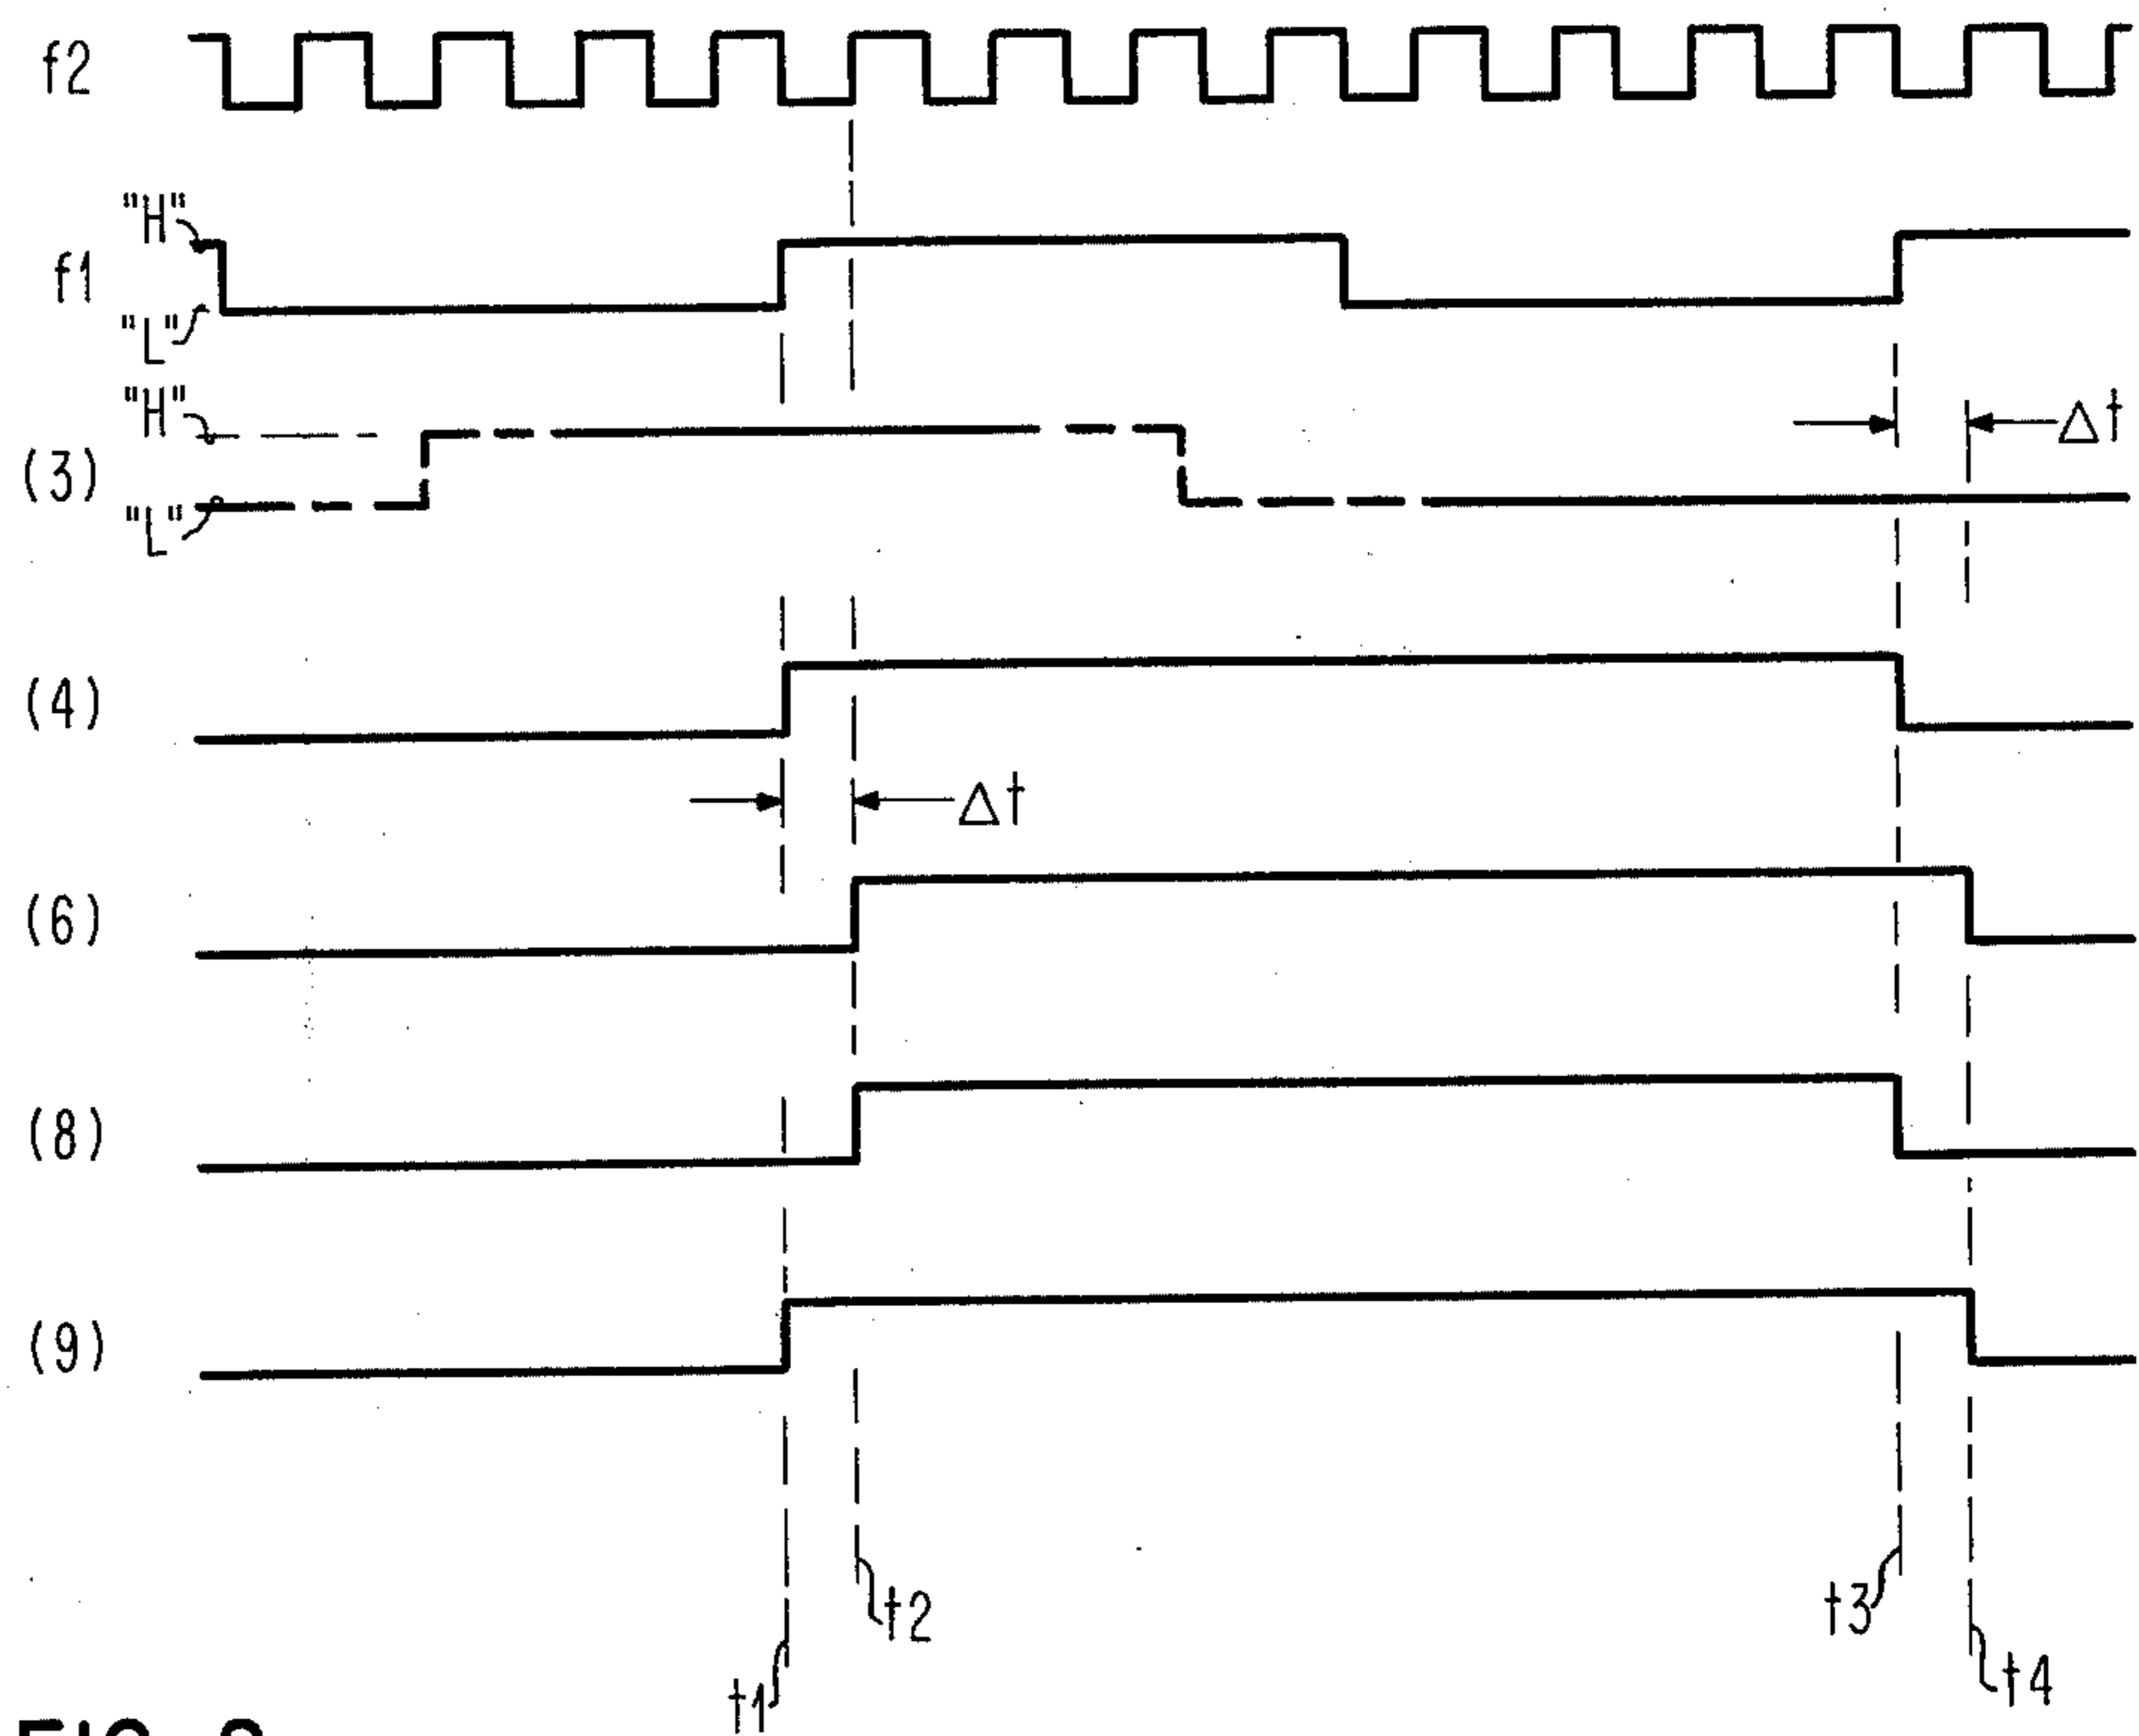 f2
"H"
f1
"L"
"H"
Δt
(3)
"L"
(4)
Δt
(6)
(8)
(9)
t2
t3
t1
t4